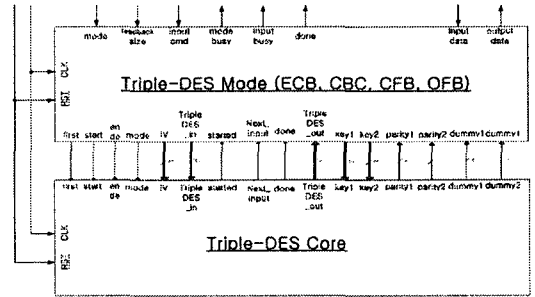 mode feedback size input cmd mode busy input busy done input data output data
CLK
RST
Triple-DES Mode (ECB, CBC, CFB, OFB)
first start en de mode IV Triple DES _in started Next_ input done Triple DES _out key1 key2 parity1 parity2 dummy1 dummy1
first start en de mode IV Triple DES _in started Next_ input done Triple DES _out key1 key2 parity1 parity2 dummy1 dummy2
CLK
RST
Triple-DES Core